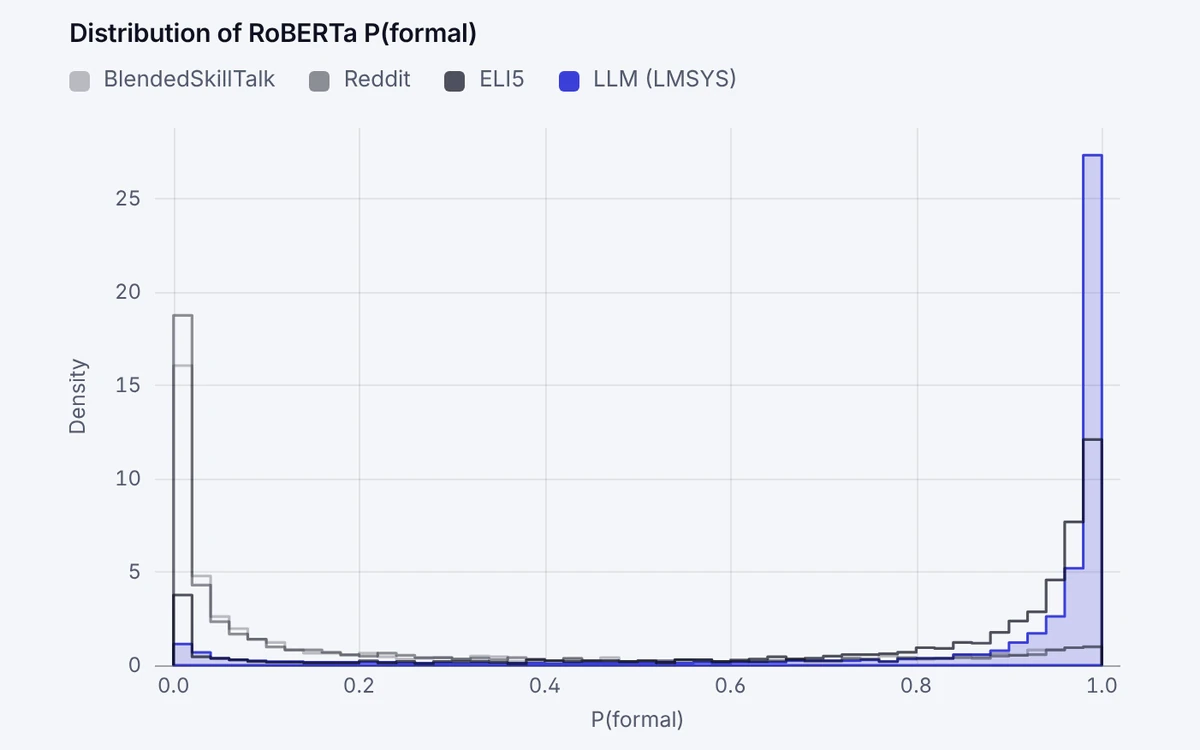 Distribution of RoBERTa P(formal)
BlendedSkillTalk Reddit ELI5 LLM (LMSYS)
25
20
15
10
5
0
Density
0.0 0.2 0.4 0.6 0.8 1.0
P(formal)